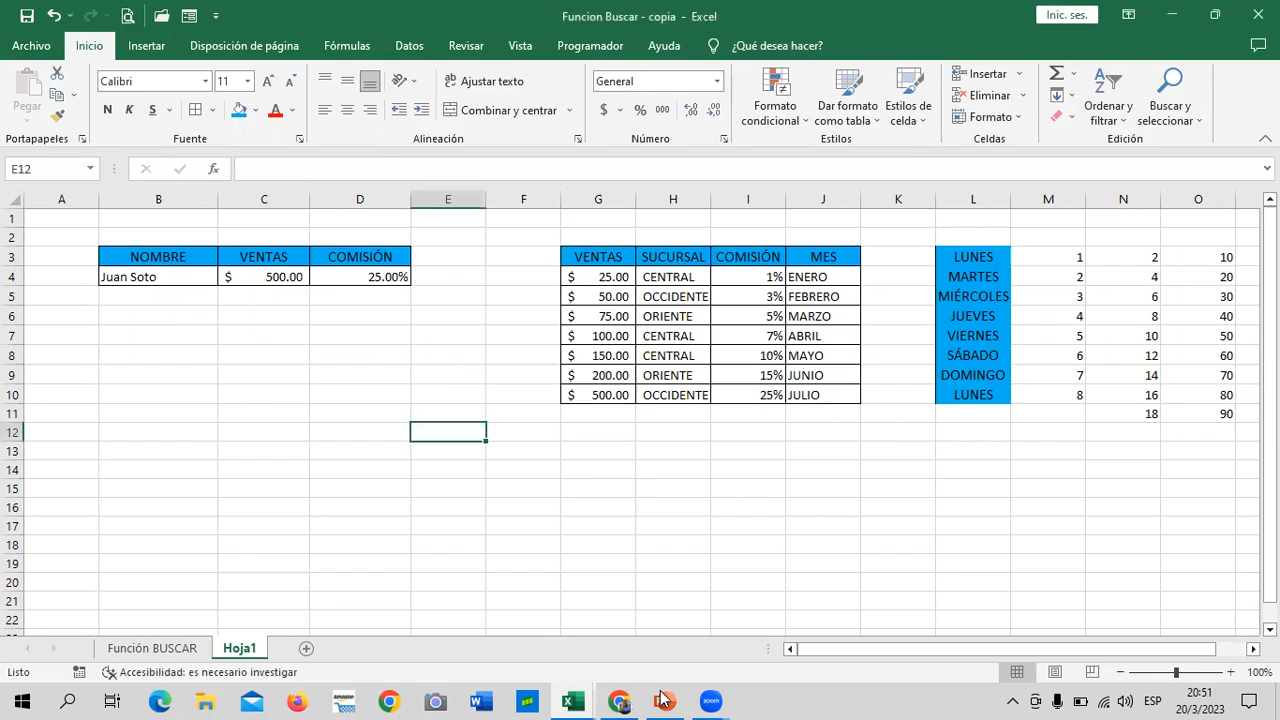 Funcion Buscar - copia - Excel
Inic. ses.
Archivo Inicio Insertar Disposición de página Fórmulas Datos Revisar Vista Programador Ayuda ¿Qué desea hacer?
Pegar
Calibri 11
N K S
Ajustar texto
Combinar y centrar
General
$ % 000
Formato condicional
Dar formato como tabla
Estilos de celda
Insertar
Eliminar
Formato
Ordenar y filtrar
Buscar y seleccionar
Portapapeles Fuente Alineación Número Estilos Celdas Edición
E12 fx
A B C D E F G H I J K L M N O
1
2
3 NOMBRE VENTAS COMISIÓN VENTAS SUCURSAL COMISIÓN MES LUNES 1 2 10
4 Juan Soto $ 500.00 25.00% $ 25.00 CENTRAL 1% ENERO MARTES 2 4 20
5 $ 50.00 OCCIDENTE 3% FEBRERO MIÉRCOLES 3 6 30
6 $ 75.00 ORIENTE 5% MARZO JUEVES 4 8 40
7 $ 100.00 CENTRAL 7% ABRIL VIERNES 5 10 50
8 $ 150.00 CENTRAL 10% MAYO SÁBADO 6 12 60
9 $ 200.00 ORIENTE 15% JUNIO DOMINGO 7 14 70
10 $ 500.00 OCCIDENTE 25% JULIO LUNES 8 16 80
11 18 90
12
13
14
15
16
17
18
19
20
21
22
Función BUSCAR Hoja1
Listo Accesibilidad: es necesario investigar 100%
amazon zoom ESP 20:51
20/3/2023